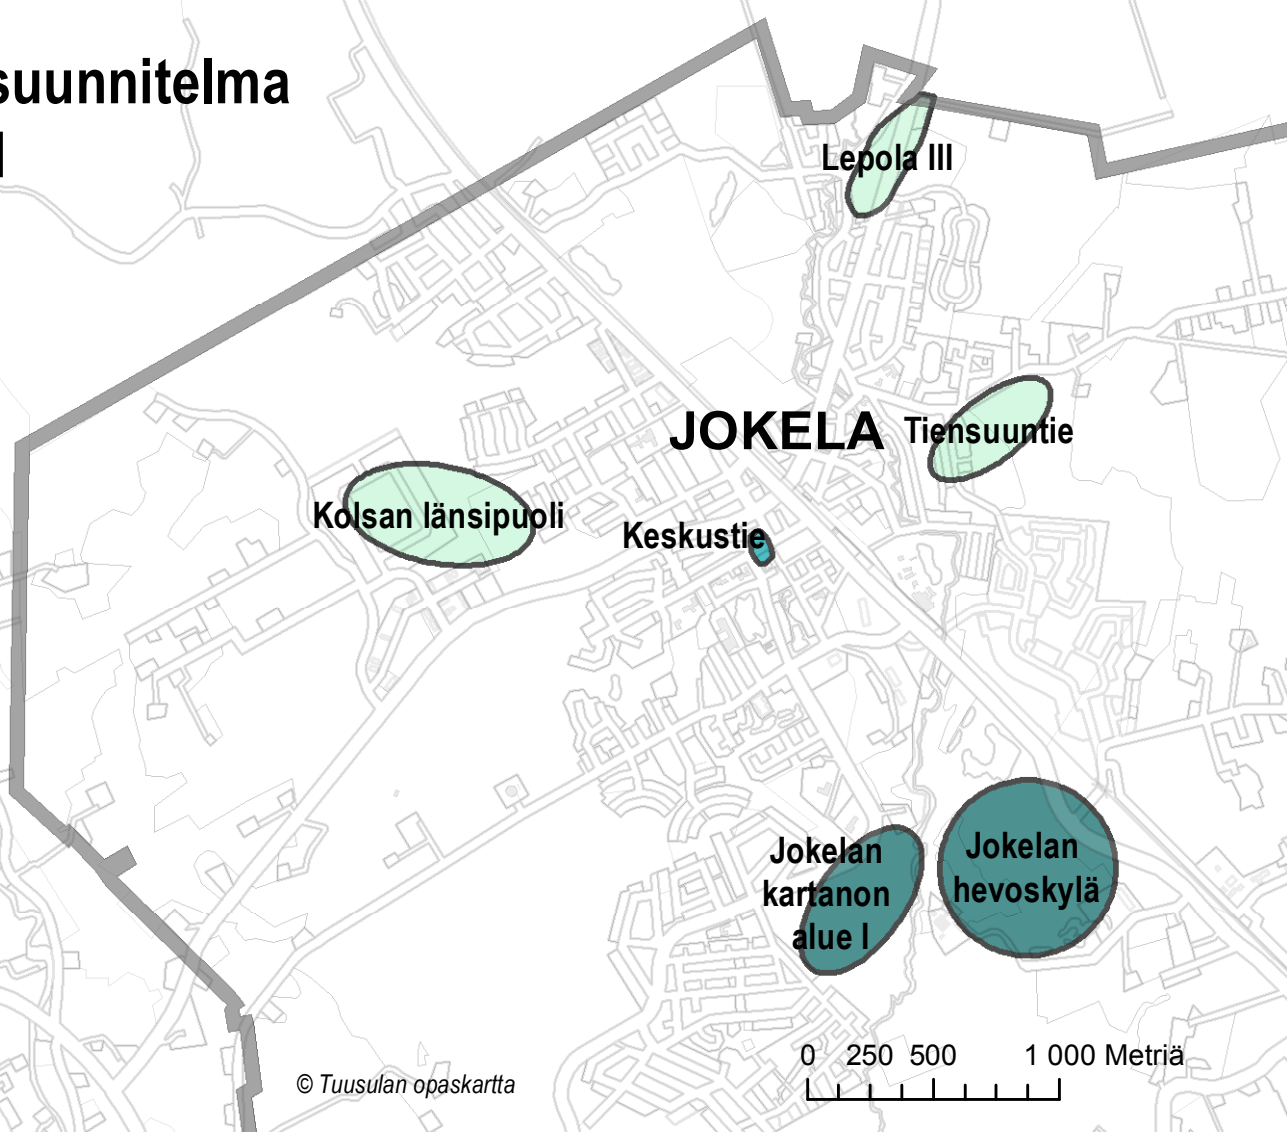 suunnitelma
Lepola III
JOKELA
Tiensuuntie
Kolsan länsipuoli
Keskustie
Jokelan
kartanon
alue I
Jokelan
hevoskylä
0 250 500 1 000 Metriä
© Tuusulan opaskartta